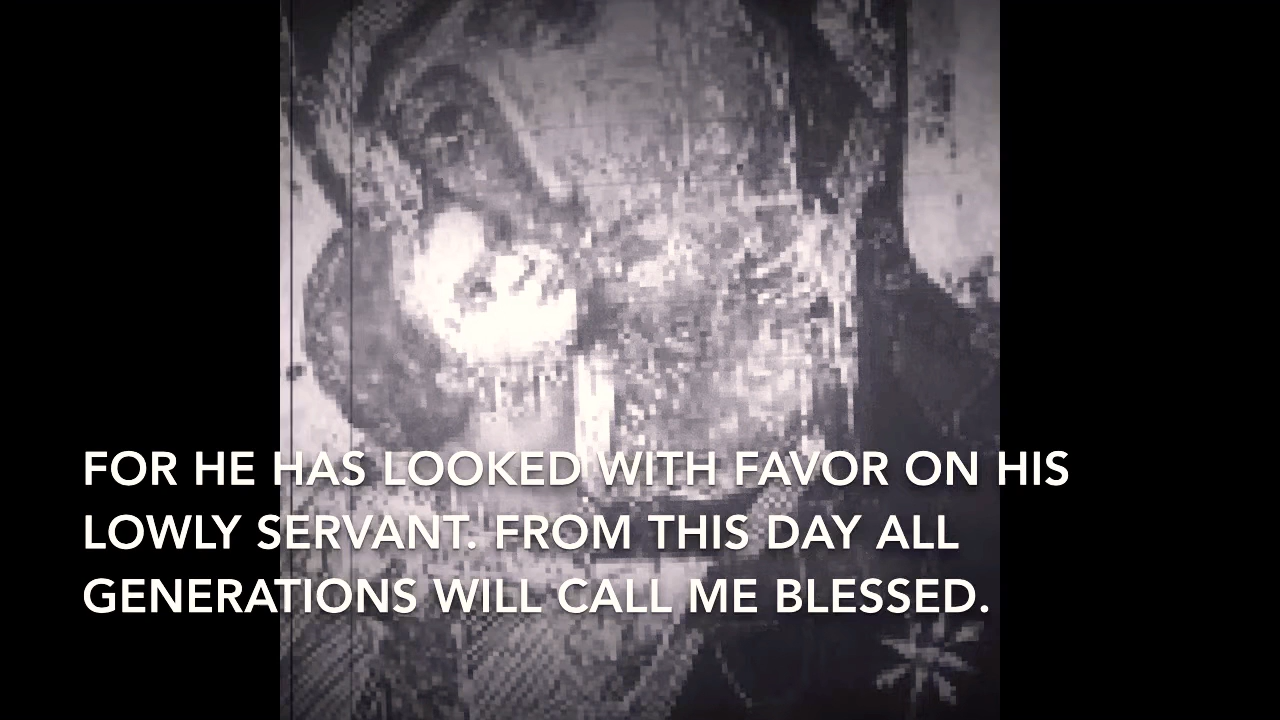 FOR HE HAS LOOKED WITH FAVOR ON HIS
LOWLY SERVANT. FROM THIS DAY ALL
GENERATIONS WILL CALL ME BLESSED.